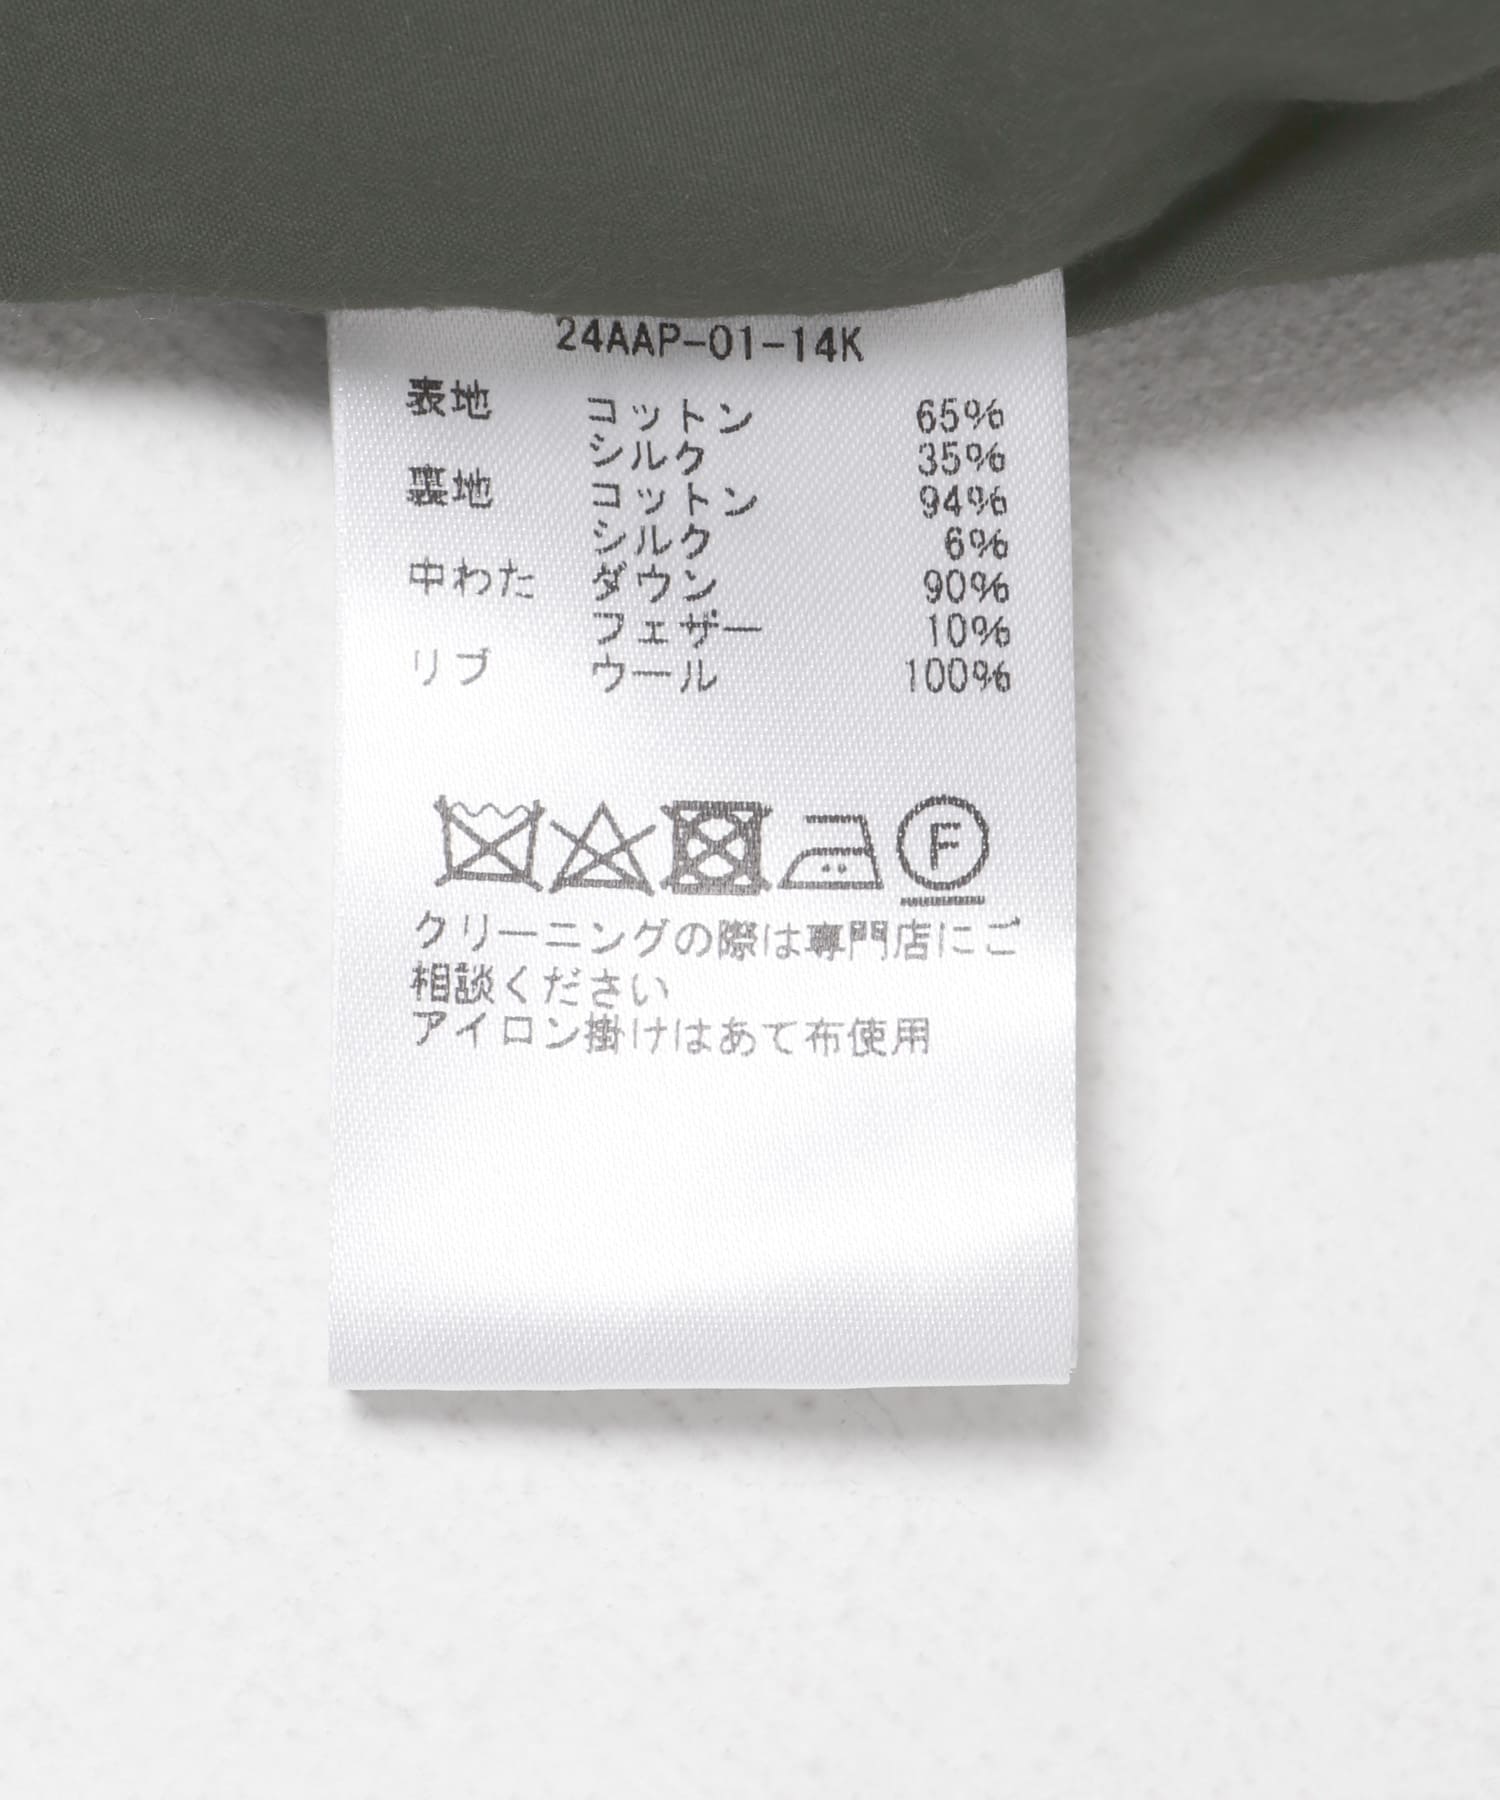 24AAP-01-14K
表地 コットン 65%
シルク 35%
裏地 コットン 94%
シルク 6%
中わた ダウン 90%
フェザー 10%
リブ ウール 100%
F
クリーニングの際は専門店にご
相談ください
アイロン掛けはあて布使用